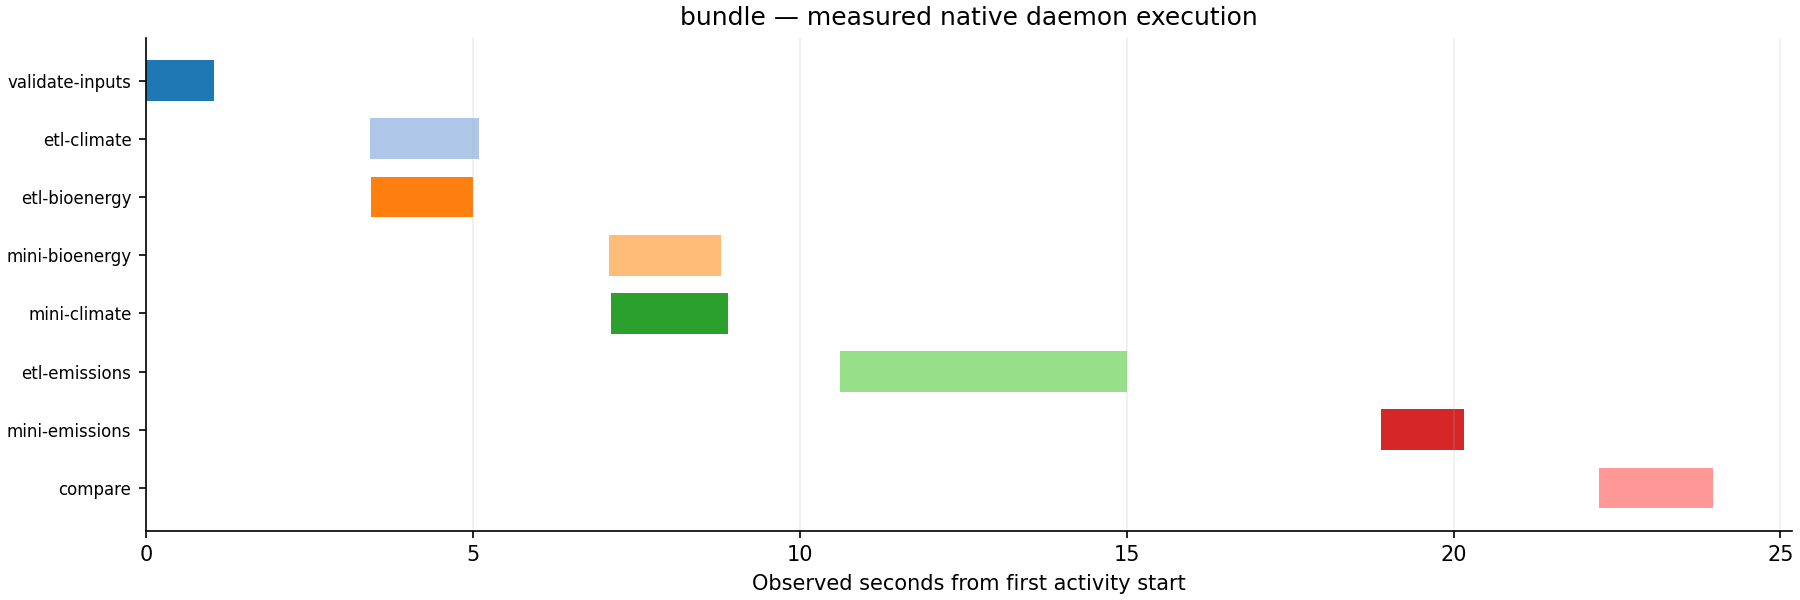 bundle — measured native daemon execution
validate-inputs
etl-climate
etl-bioenergy
mini-bioenergy
mini-climate
etl-emissions
mini-emissions
compare
0 5 10 15 20 25
Observed seconds from first activity start